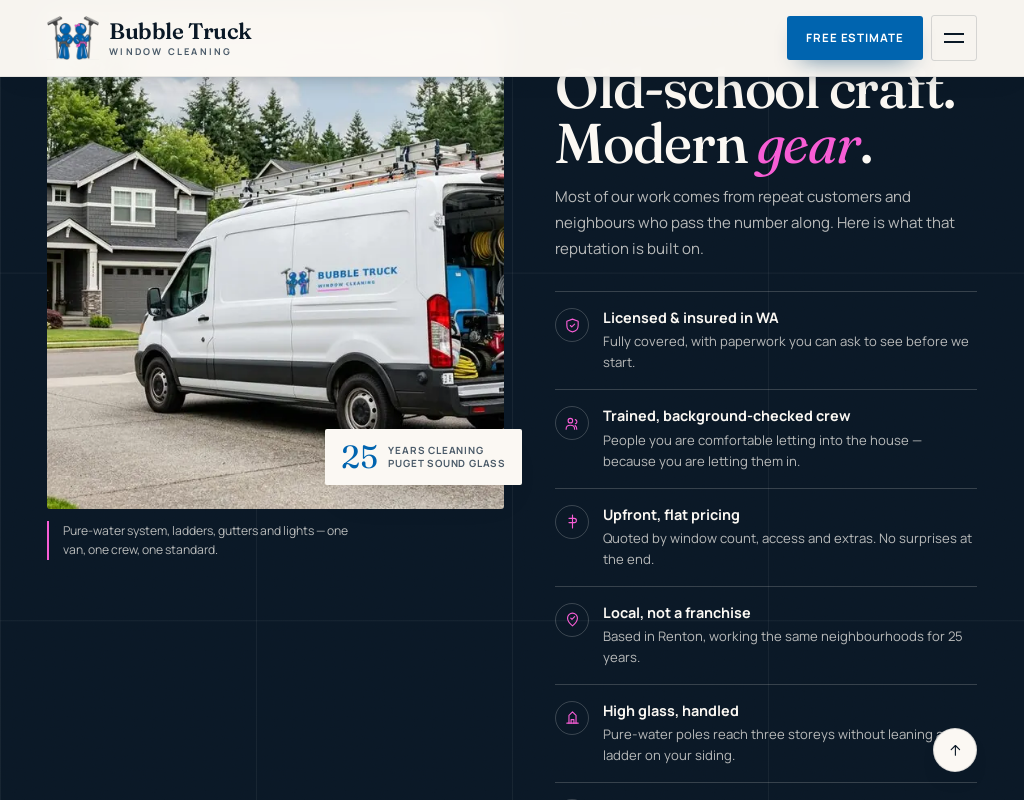 Bubble Truck
WINDOW CLEANING
FREE ESTIMATE
BUBBLE TRUCK
WINDOW CLEANING
25
YEARS CLEANING
PUGET SOUND GLASS
Pure-water system, ladders, gutters and lights — one
van, one crew, one standard.
Old-school craft.
Modern gear.
Most of our work comes from repeat customers and
neighbours who pass the number along. Here is what that
reputation is built on.
Licensed & insured in WA
Fully covered, with paperwork you can ask to see before we
start.
Trained, background-checked crew
People you are comfortable letting into the house —
because you are letting them in.
Upfront, flat pricing
Quoted by window count, access and extras. No surprises at
the end.
Local, not a franchise
Based in Renton, working the same neighbourhoods for 25
years.
High glass, handled
Pure-water poles reach three storeys without leaning
ladder on your siding.